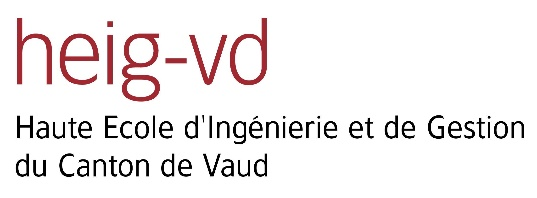 heig-vd
Haute Ecole d'Ingénierie et de Gestion
du Canton de Vaud